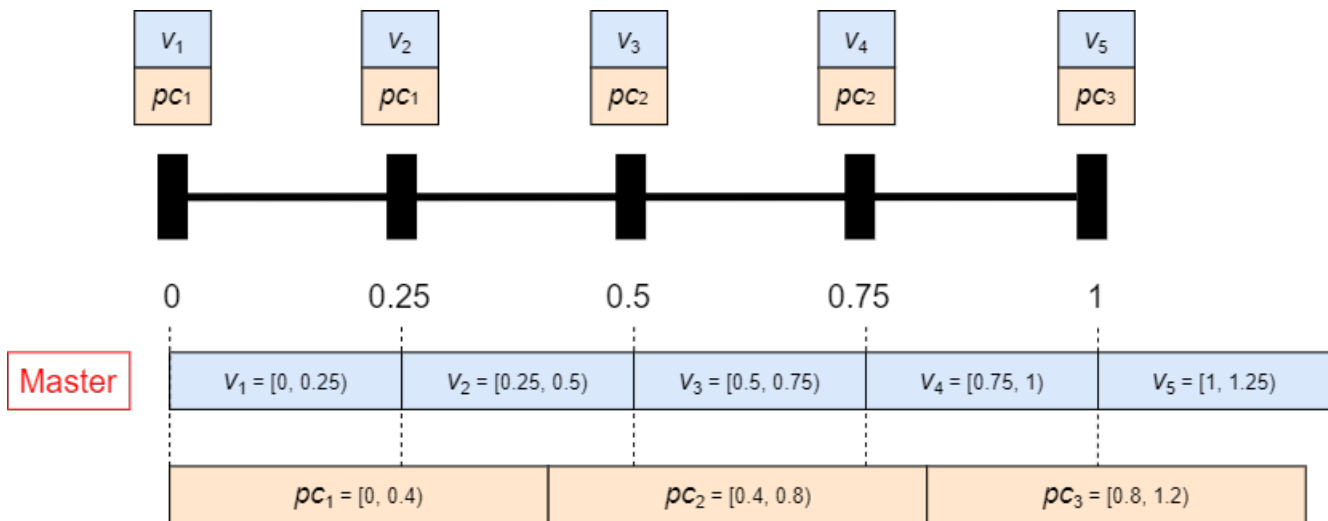 v₁ v₂ v₃ v₄ v₅
pc₁ pc₁ pc₂ pc₂ pc₃
0 0.25 0.5 0.75 1
Master v₁ = [0, 0.25) v₂ = [0.25, 0.5) v₃ = [0.5, 0.75) v₄ = [0.75, 1) v₅ = [1, 1.25)
pc₁ = [0, 0.4) pc₂ = [0.4, 0.8) pc₃ = [0.8, 1.2)